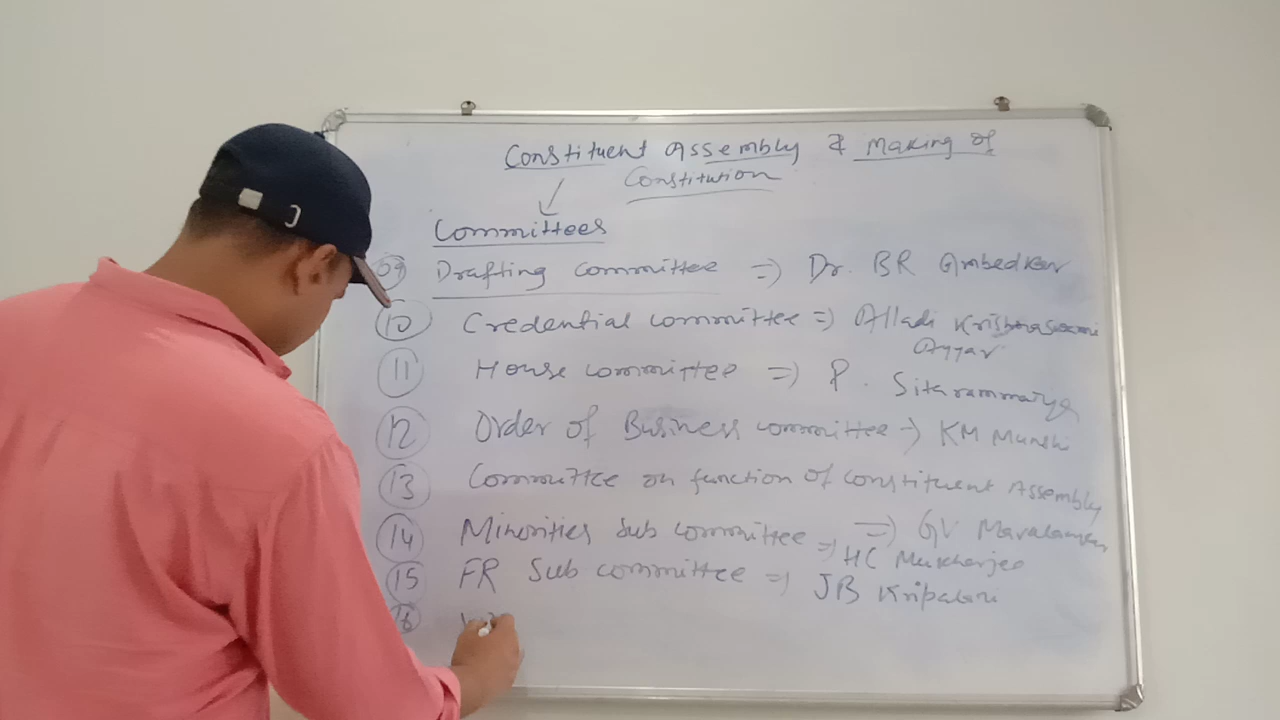 Constituent Assembly & Making of
Constitution
Committees
09 Drafting committee => Dr. BR Ambedkar
10 Credential committee => Alladi Krishnaswami
Ayyar
11 House committee => P. Sitarammayya
12 Order of Business committee -> KM Munshi
13 Committee on function of constituent Assembly
=> GV Mavalankar
14 Minorities Sub committee => HC Mukherjee
15 FR Sub committee => JB Kripalani
16